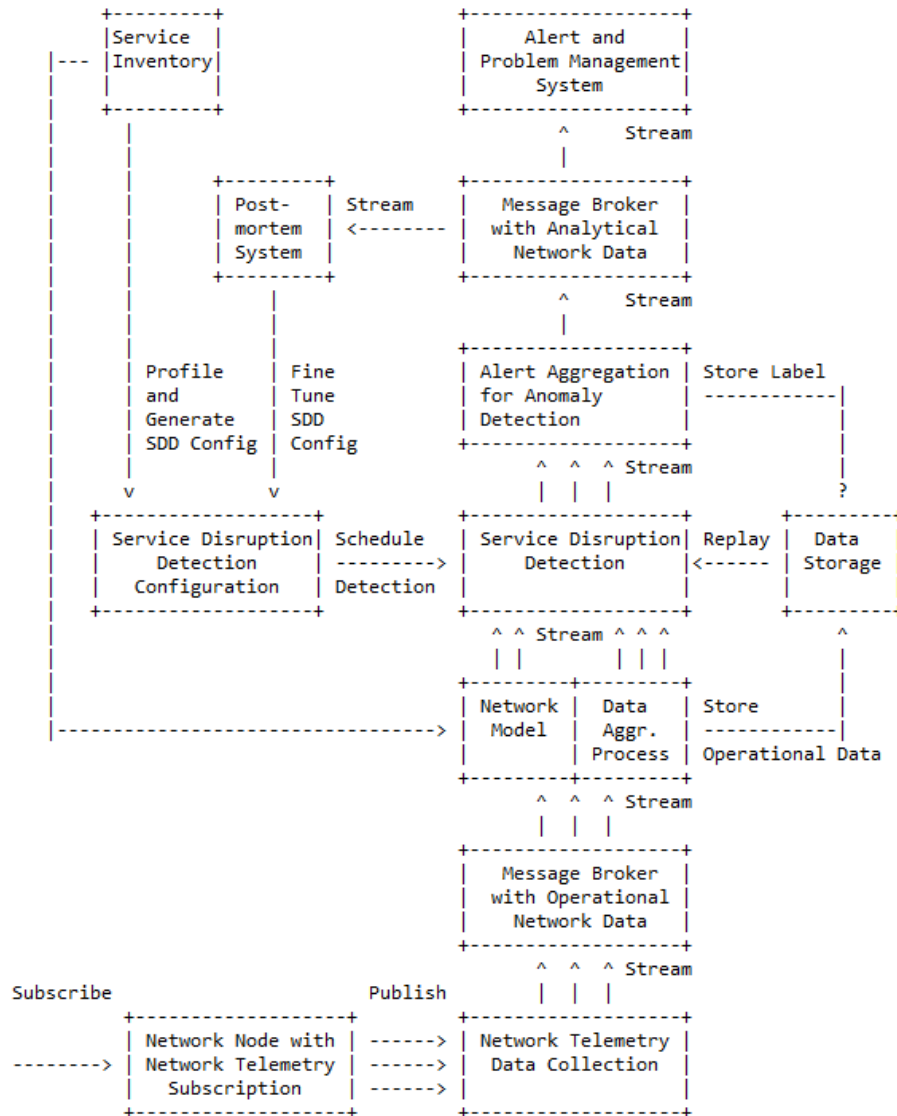 Service
Inventory
Alert and
Problem Management
System
Stream
Post-
mortem
System
Stream
Message Broker
with Analytical
Network Data
Stream
Profile
and
Generate
SDD Config
Fine
Tune
SDD
Config
Alert Aggregation
for Anomaly
Detection
Store Label
Stream
?
Service Disruption
Detection
Configuration
Schedule
Detection
Service Disruption
Detection
Replay
Data
Storage
Stream
Network
Model
Data
Aggr.
Process
Store
Operational Data
Stream
Message Broker
with Operational
Network Data
Stream
Subscribe
Publish
Network Node with
Network Telemetry
Subscription
Network Telemetry
Data Collection